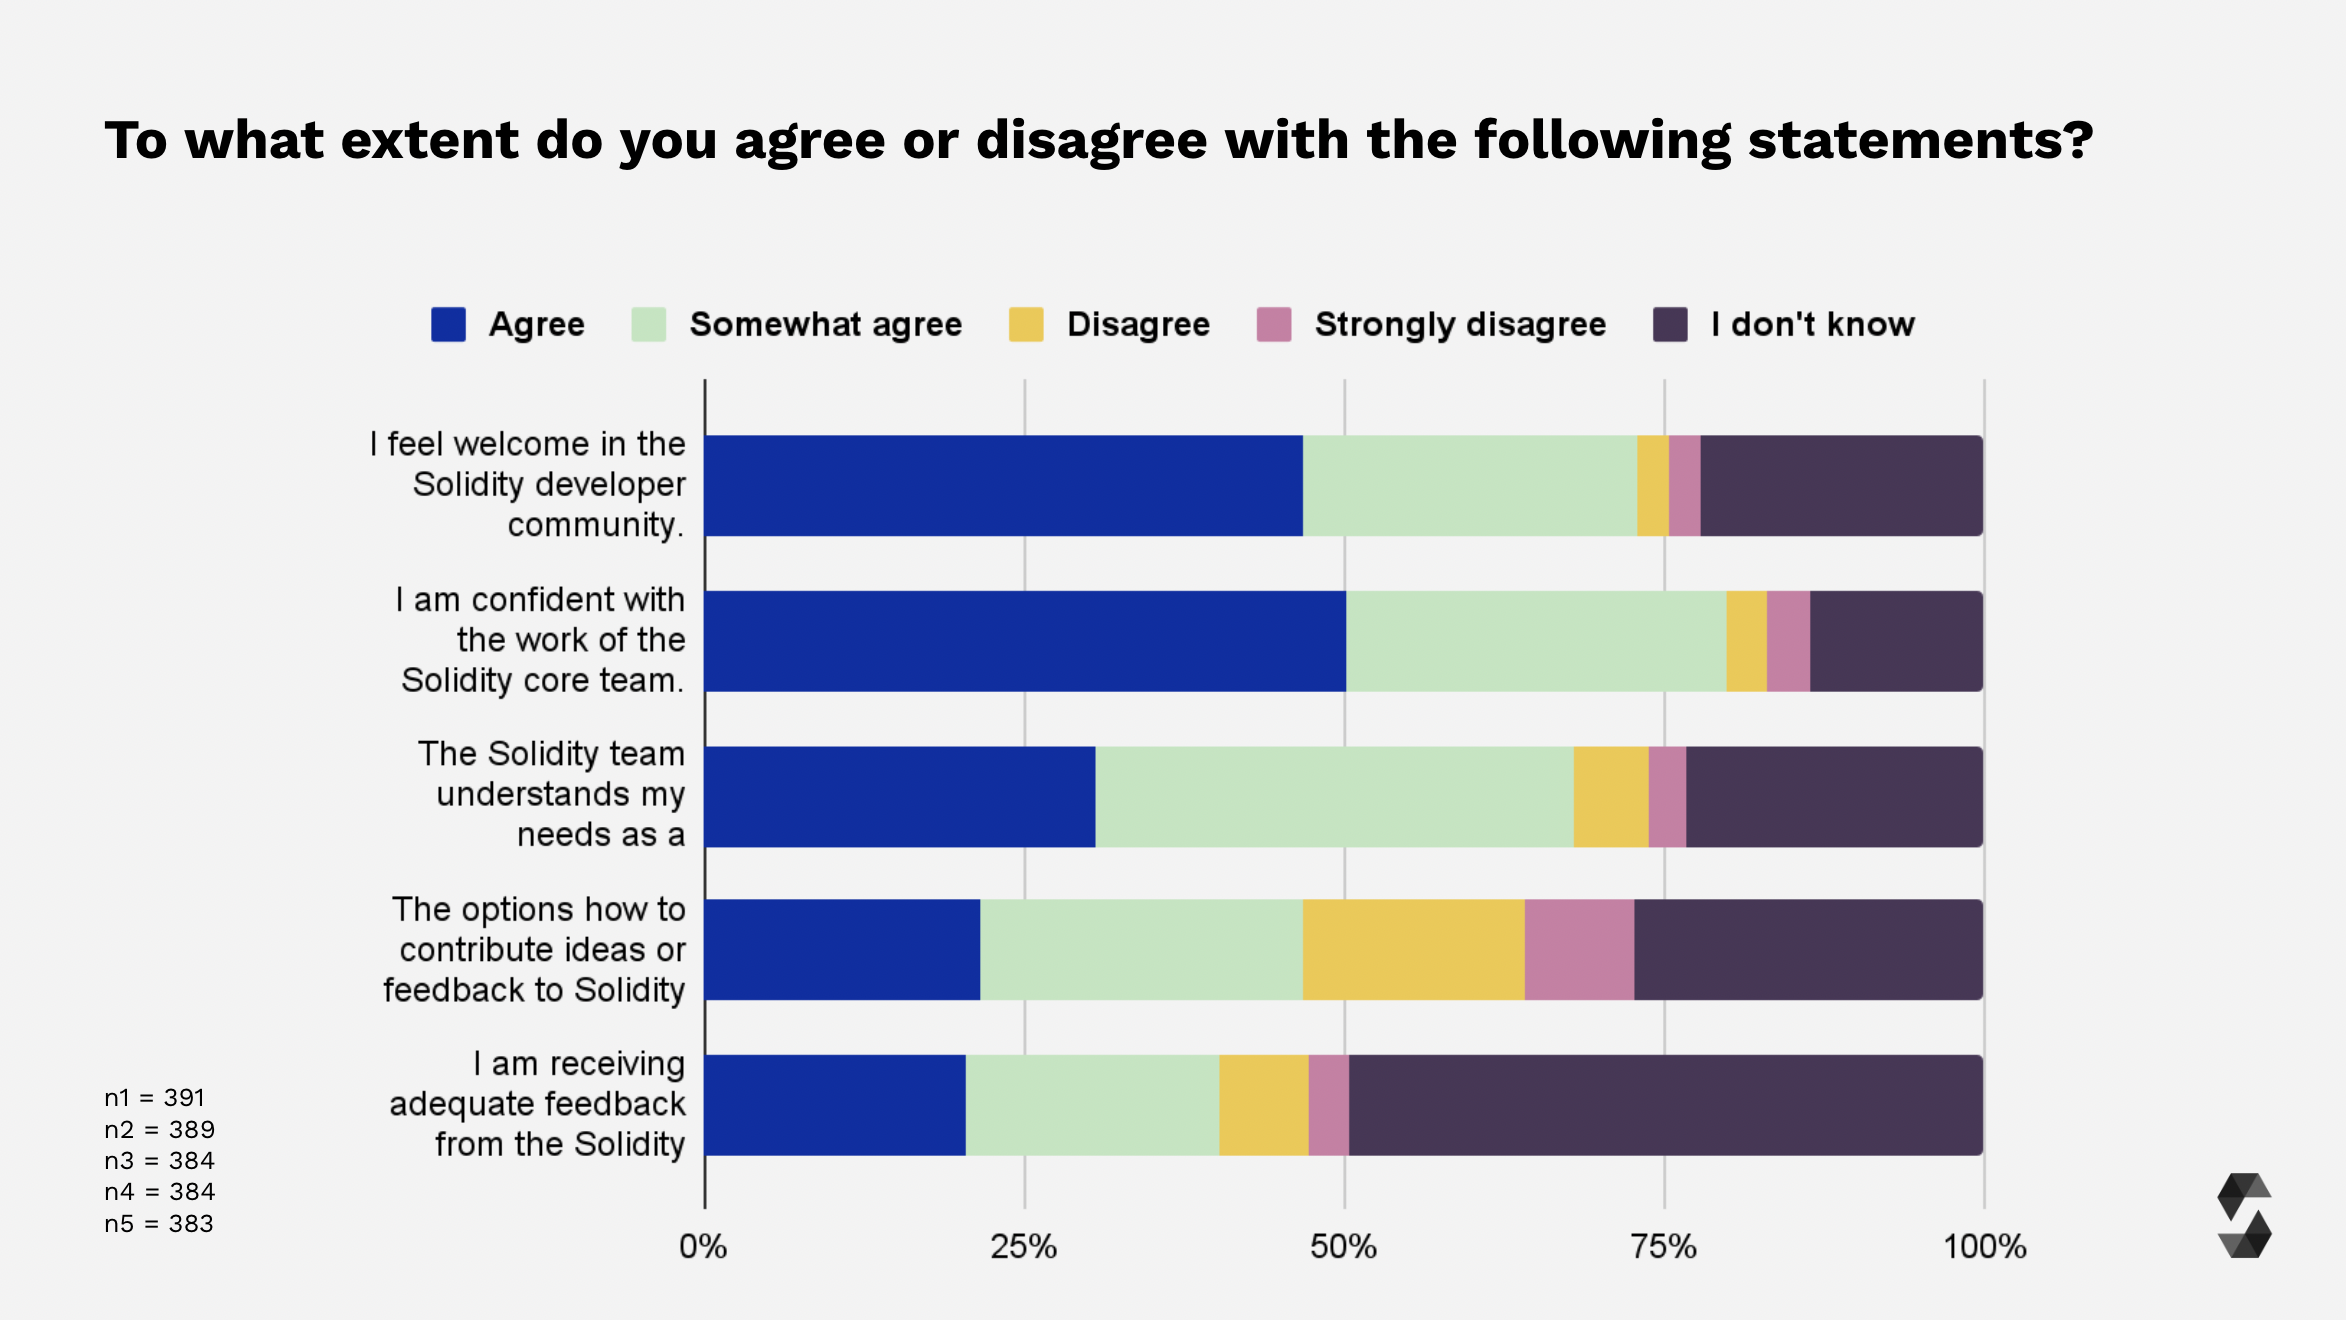 To what extent do you agree or disagree with the following statements?
Agree
Somewhat agree
Disagree
Strongly disagree
I don't know
I feel welcome in the
Solidity developer
community.
I am confident with
the work of the
Solidity core team.
The Solidity team
understands my
needs as a
The options how to
contribute ideas or
feedback to Solidity
I am receiving
adequate feedback
from the Solidity
0%
25%
50%
75%
100%
n1 = 391
n2 = 389
n3 = 384
n4 = 384
n5 = 383